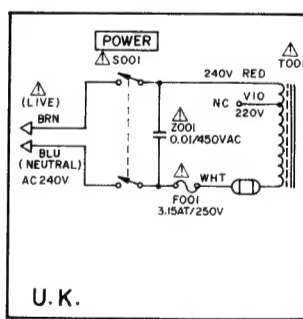 POWER
S001
T001
240V RED
(LIVE)
BRN
NC VIO
220V
Z001
0.01/450VAC
BLU
(NEUTRAL)
AC 240V
WHT
F001
3.15AT/250V
U.K.